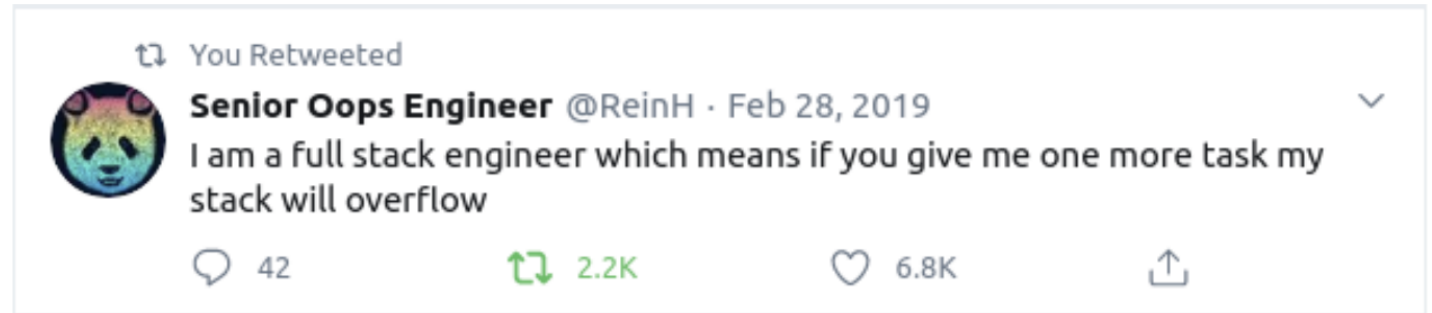 You Retweeted
Senior Oops Engineer @ReinH · Feb 28, 2019
I am a full stack engineer which means if you give me one more task my
stack will overflow
42 2.2K 6.8K